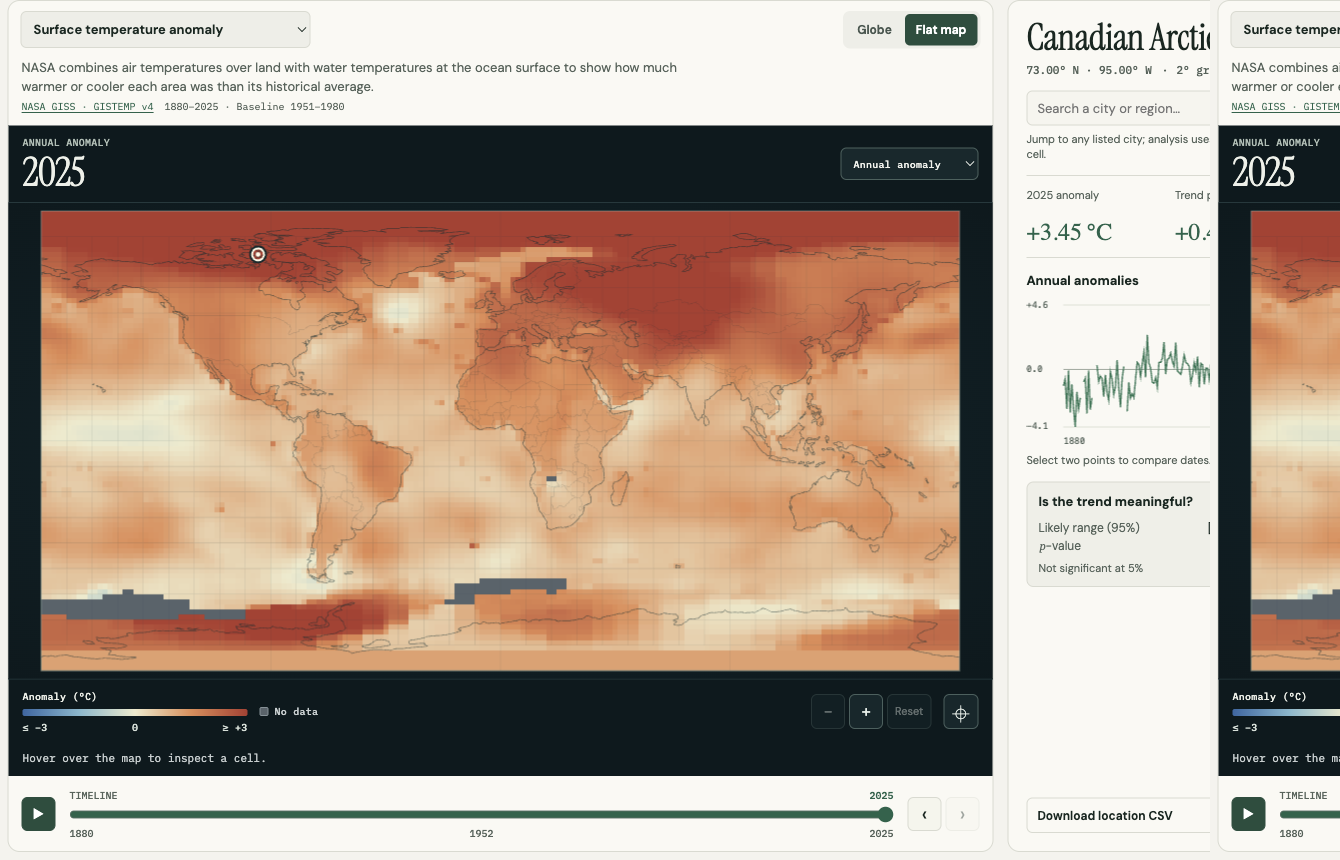 Surface temperature anomaly
Globe
Flat map
NASA combines air temperatures over land with water temperatures at the ocean surface to show how much
warmer or cooler each area was than its historical average.
NASA GISS · GISTEMP v4 1880–2025 · Baseline 1951–1980
ANNUAL ANOMALY
2025
Annual anomaly
Anomaly (°C)
≤ −3 0 ≥ +3
No data
− + Reset
Hover over the map to inspect a cell.
TIMELINE 2025
1880 1952 2025
‹ ›
Canadian Arctic
73.00° N · 95.00° W · 2° gr
Search a city or region…
Jump to any listed city; analysis use
cell.
2025 anomaly Trend p
+3.45 °C +0.4
Annual anomalies
+4.6
0.0
−4.1
1880
Select two points to compare dates.
Is the trend meaningful?
Likely range (95%)
p-value
Not significant at 5%
Download location CSV
Surface temper
NASA combines ai
warmer or cooler e
NASA GISS · GISTEM
ANNUAL ANOMALY
2025
Anomaly (°C)
≤ −3
Hover over the ma
TIMELINE
1880